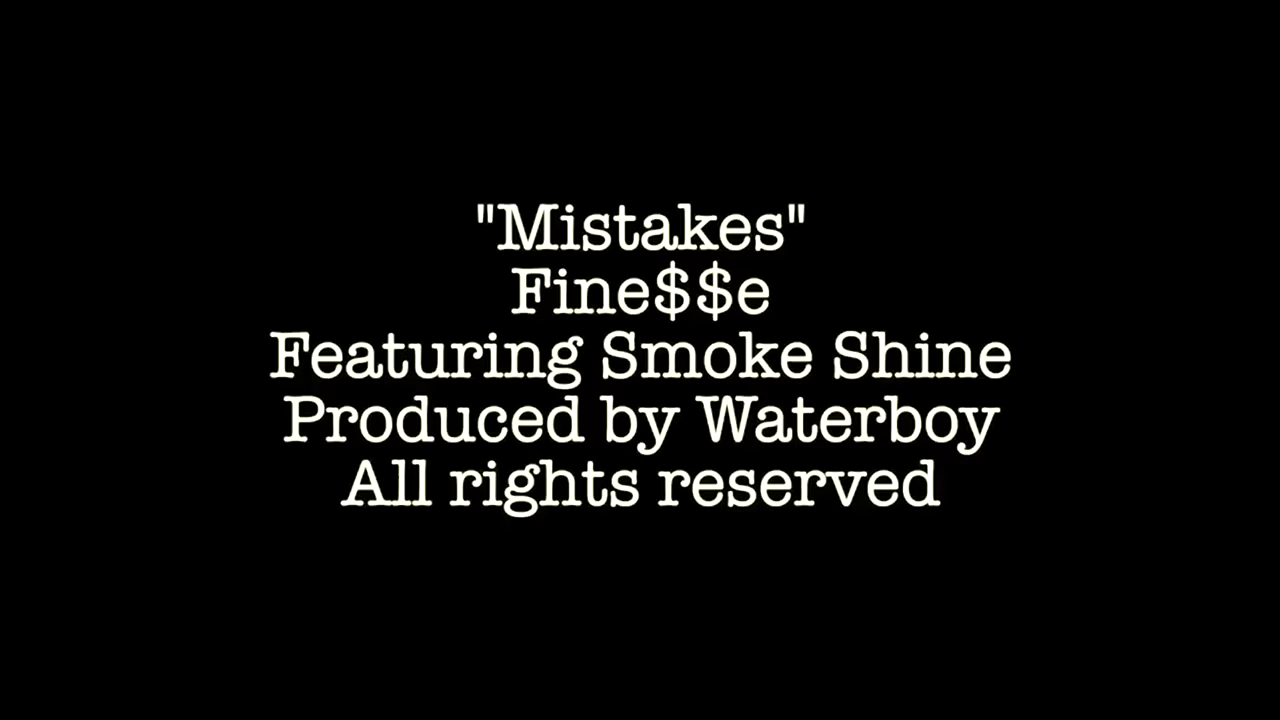 "Mistakes"
Fine$$e
Featuring Smoke Shine
Produced by Waterboy
All rights reserved